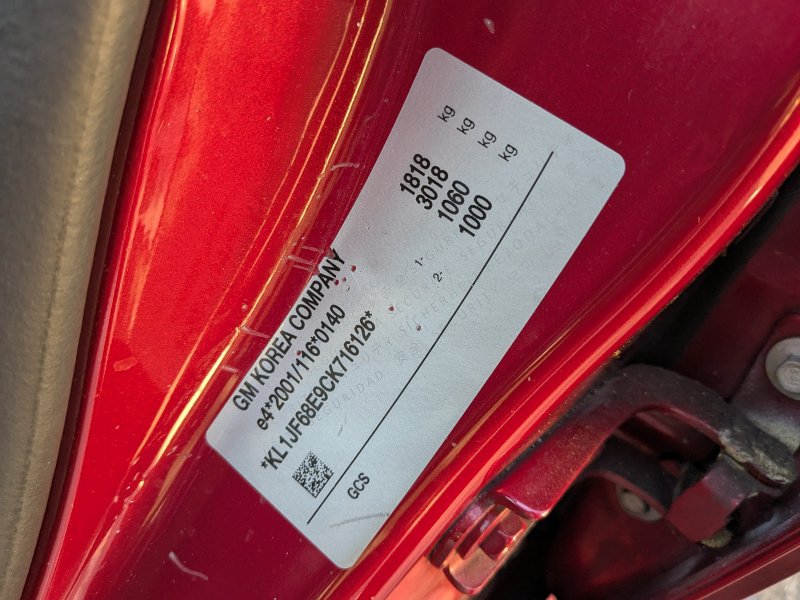 GM KOREA COMPANY
e4*2001/116*0140
*KL1JF68E9CK716126*
1818 kg
3018 kg
1- 1060 kg
2- 1000 kg
GCS